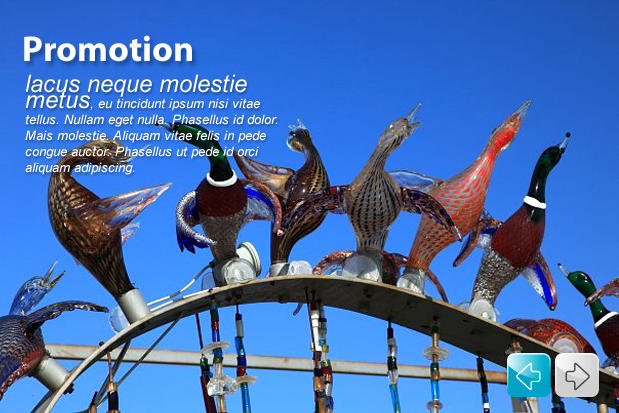 Promotion
lacus neque molestie
metus, eu tincidunt ipsum nisi vitae
tellus. Nullam eget nulla. Phasellus id dolor.
Mais molestie. Aliquam vitae felis in pede
congue auctor. Phasellus ut pede id orci
aliquam adipiscing.